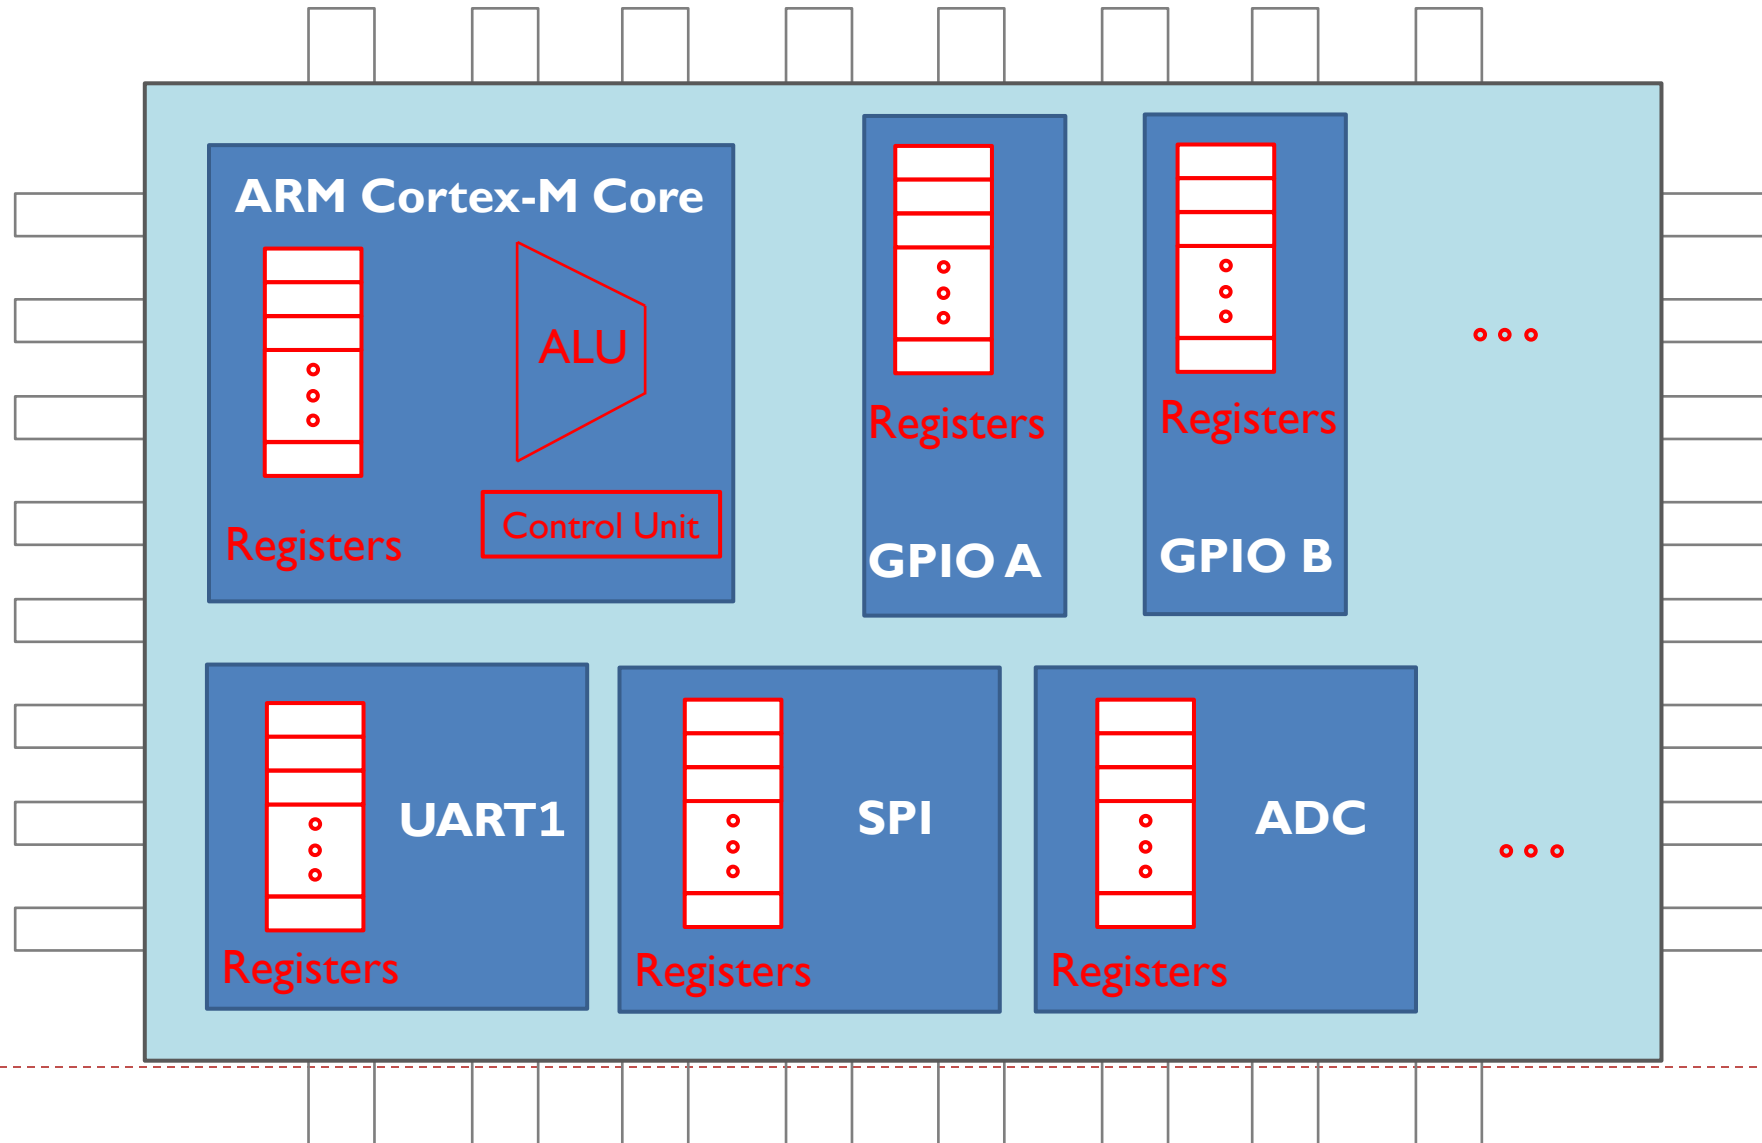 ARM Cortex-M Core
ALU
Control Unit
Registers
Registers
GPIO A
Registers
GPIO B
UART1
Registers
SPI
Registers
ADC
Registers